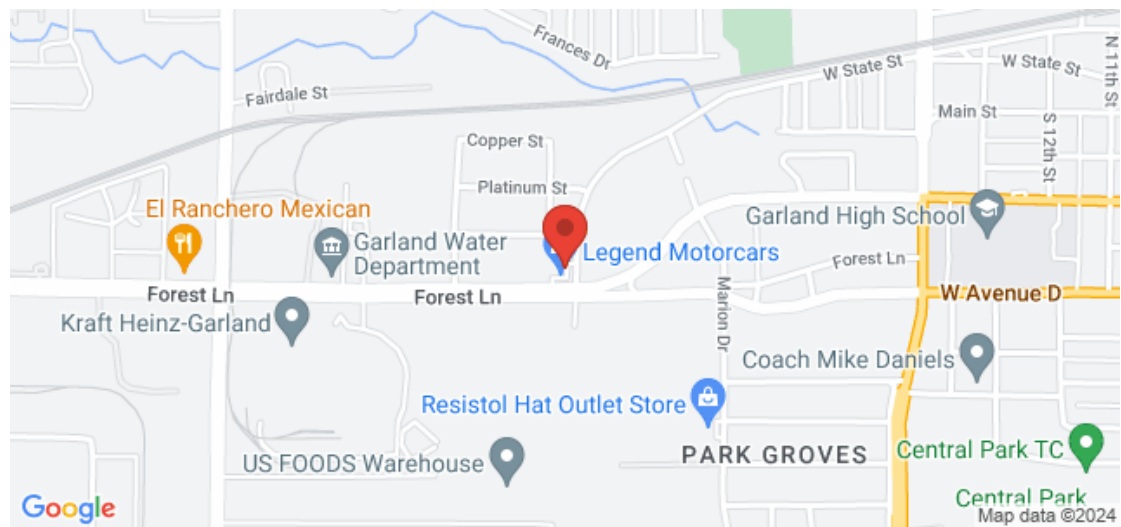 Frances Dr
W State St
W State St
N 11th St
Fairdale St
Main St
S 12th St
Copper St
Platinum St
El Ranchero Mexican
Garland High School
Garland Water
Department
Legend Motorcars
Forest Ln
Forest Ln
Forest Ln
W Avenue D
Kraft Heinz-Garland
Marion Dr
Coach Mike Daniels
Resistol Hat Outlet Store
US FOODS Warehouse
PARK GROVES
Central Park TC
Central Park
Google
Map data ©2024